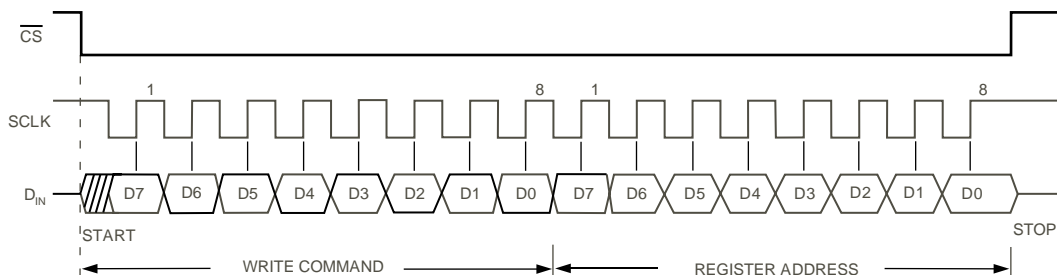 CS
1 8 1 8
SCLK
D7 D6 D5 D4 D3 D2 D1 D0 D7 D6 D5 D4 D3 D2 D1 D0
DIN
START STOP
WRITE COMMAND REGISTER ADDRESS